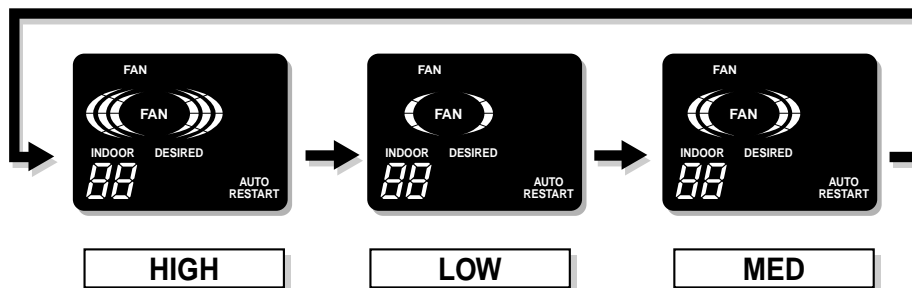 FAN
FAN
INDOOR DESIRED
88
AUTO
RESTART
HIGH
FAN
FAN
INDOOR DESIRED
88
AUTO
RESTART
LOW
FAN
FAN
INDOOR DESIRED
88
AUTO
RESTART
MED